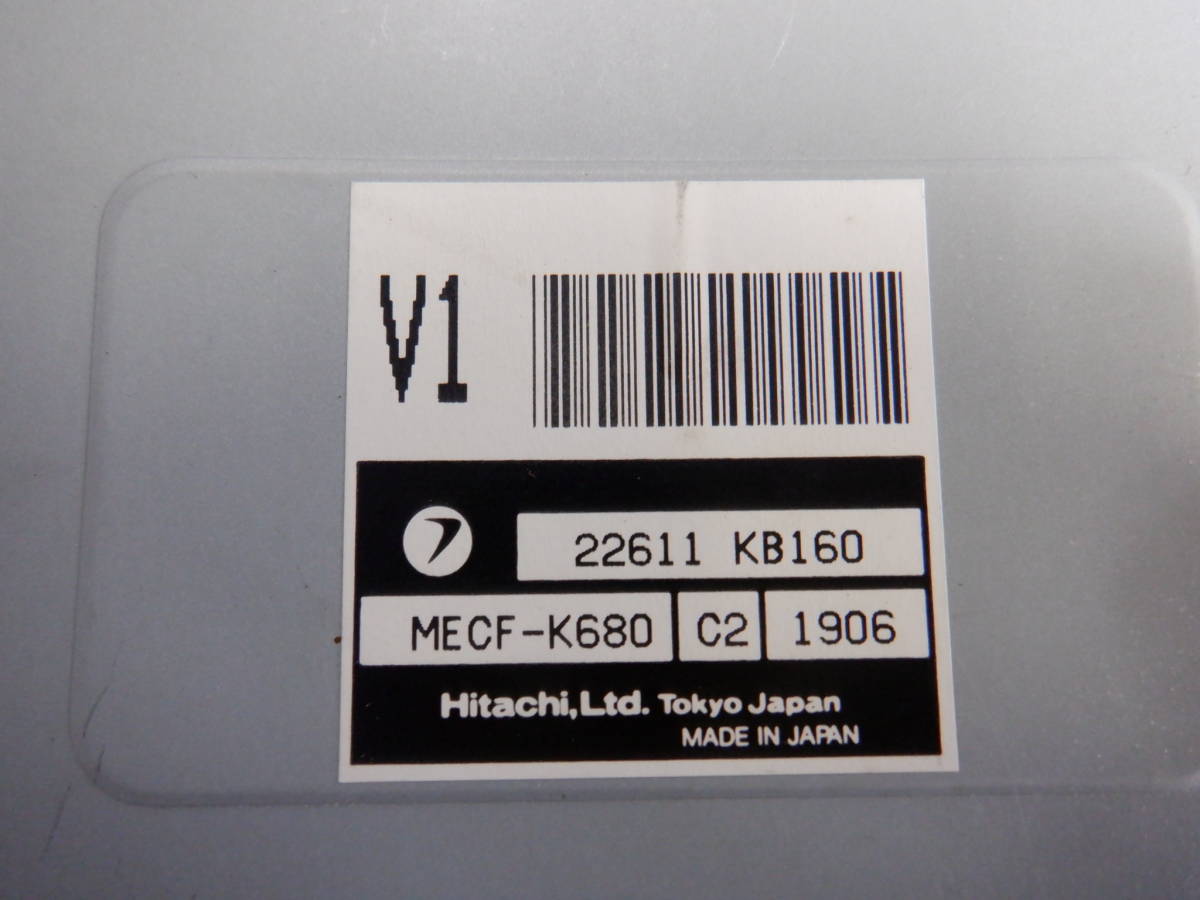 V1
22611 KB160
MECF-K680 C2 1906
Hitachi,Ltd. Tokyo Japan
MADE IN JAPAN